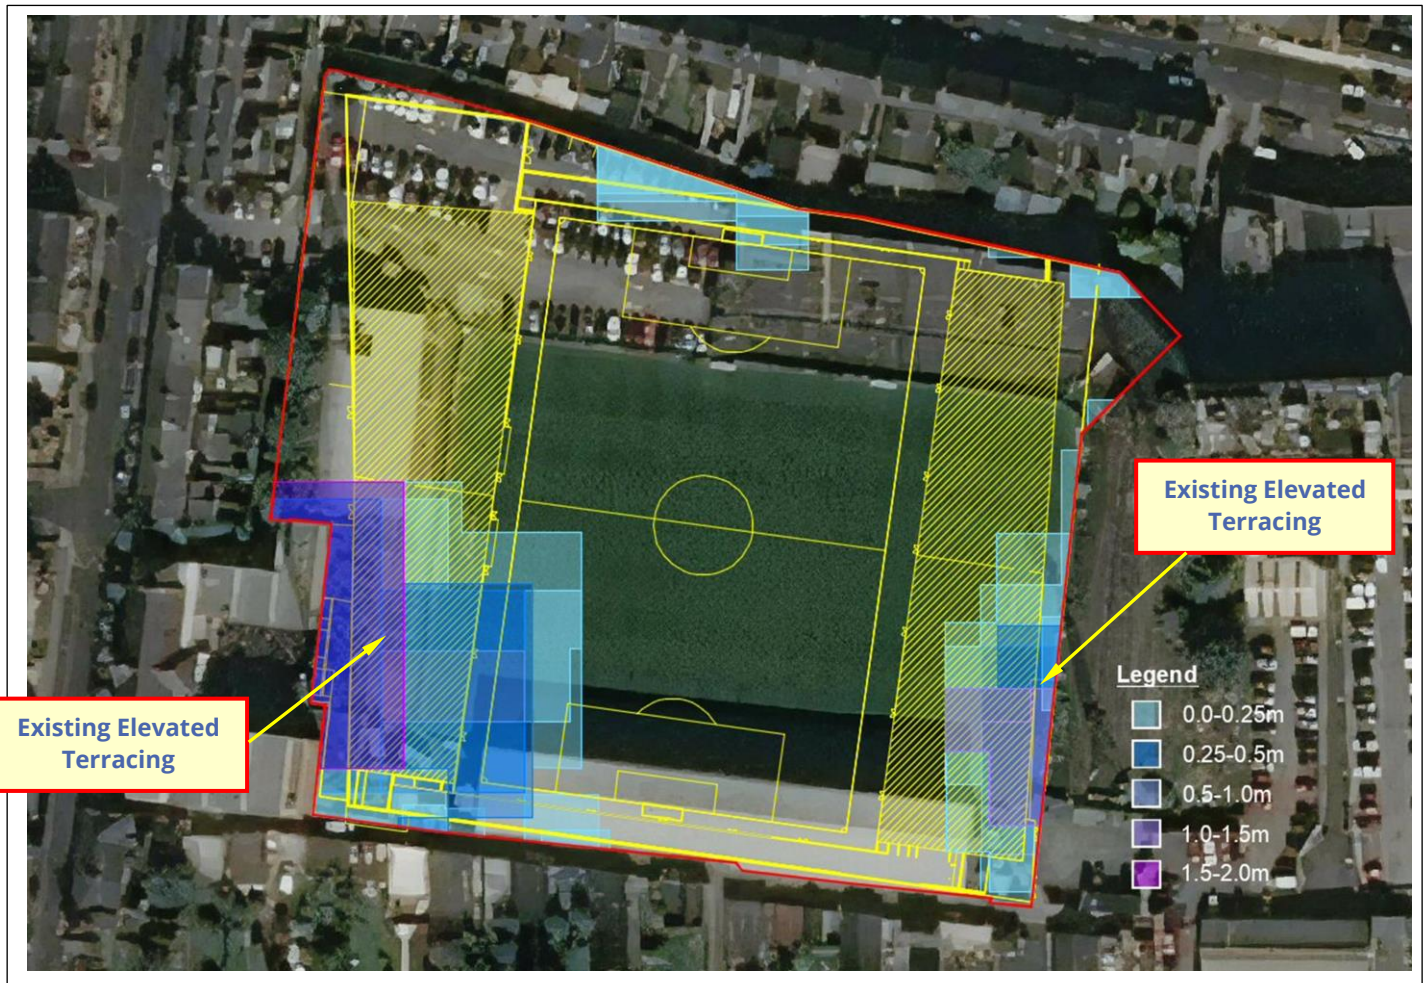 Existing Elevated
Terracing
Existing Elevated
Terracing
Legend
0.0-0.25m
0.25-0.5m
0.5-1.0m
1.0-1.5m
1.5-2.0m